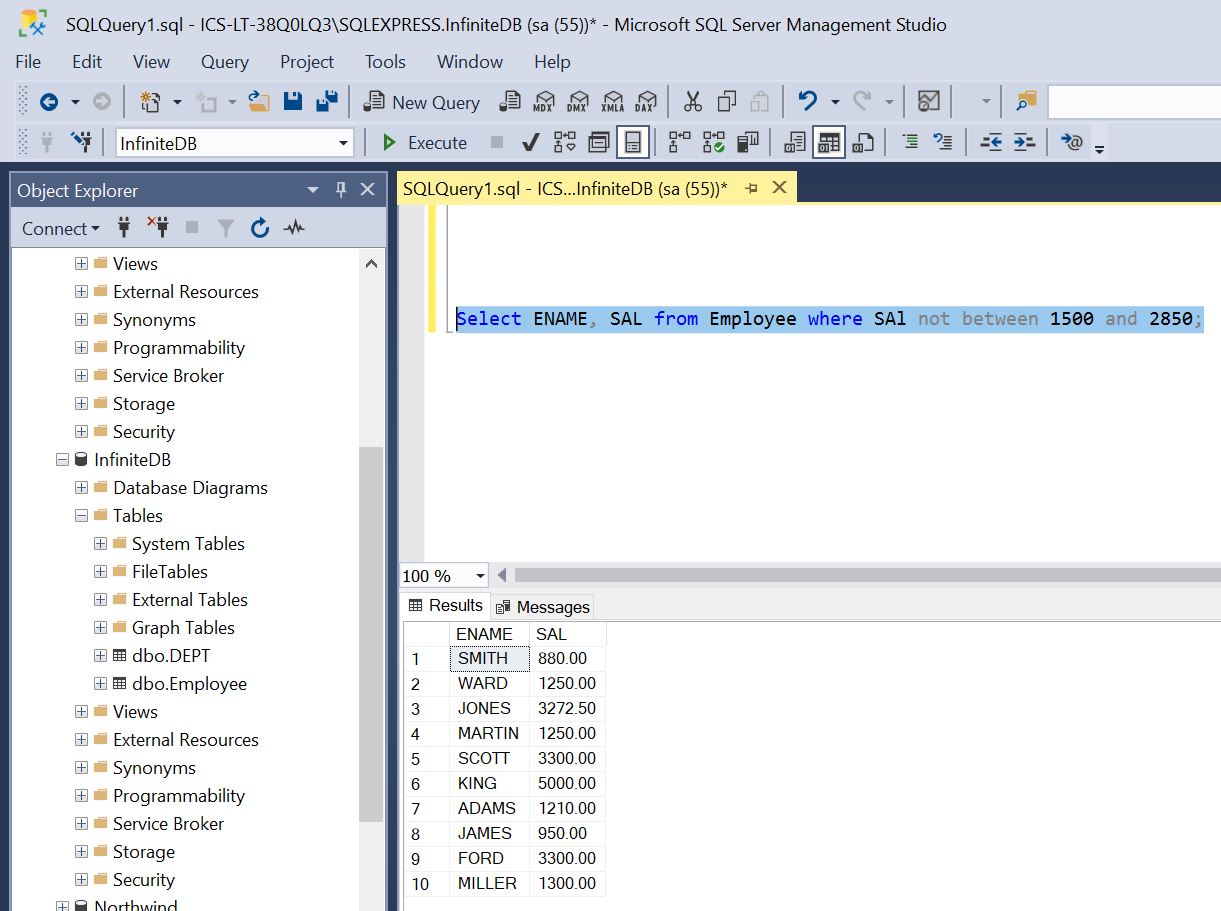 SQLQuery1.sql - ICS-LT-38Q0LQ3\SQLEXPRESS.InfiniteDB (sa (55))* - Microsoft SQL Server Management Studio
File Edit View Query Project Tools Window Help
New Query MDX DMX XMLA DAX
InfiniteDB Execute
Object Explorer
SQLQuery1.sql - ICS...InfiniteDB (sa (55))*
Connect
Views
External Resources
Synonyms
Programmability
Service Broker
Storage
Security
InfiniteDB
Database Diagrams
Tables
System Tables
FileTables
External Tables
Graph Tables
dbo.DEPT
dbo.Employee
Views
External Resources
Synonyms
Programmability
Service Broker
Storage
Security
Northwind
Select ENAME, SAL from Employee where SAl not between 1500 and 2850;
100 %
Results Messages
ENAME SAL
1 SMITH 880.00
2 WARD 1250.00
3 JONES 3272.50
4 MARTIN 1250.00
5 SCOTT 3300.00
6 KING 5000.00
7 ADAMS 1210.00
8 JAMES 950.00
9 FORD 3300.00
10 MILLER 1300.00